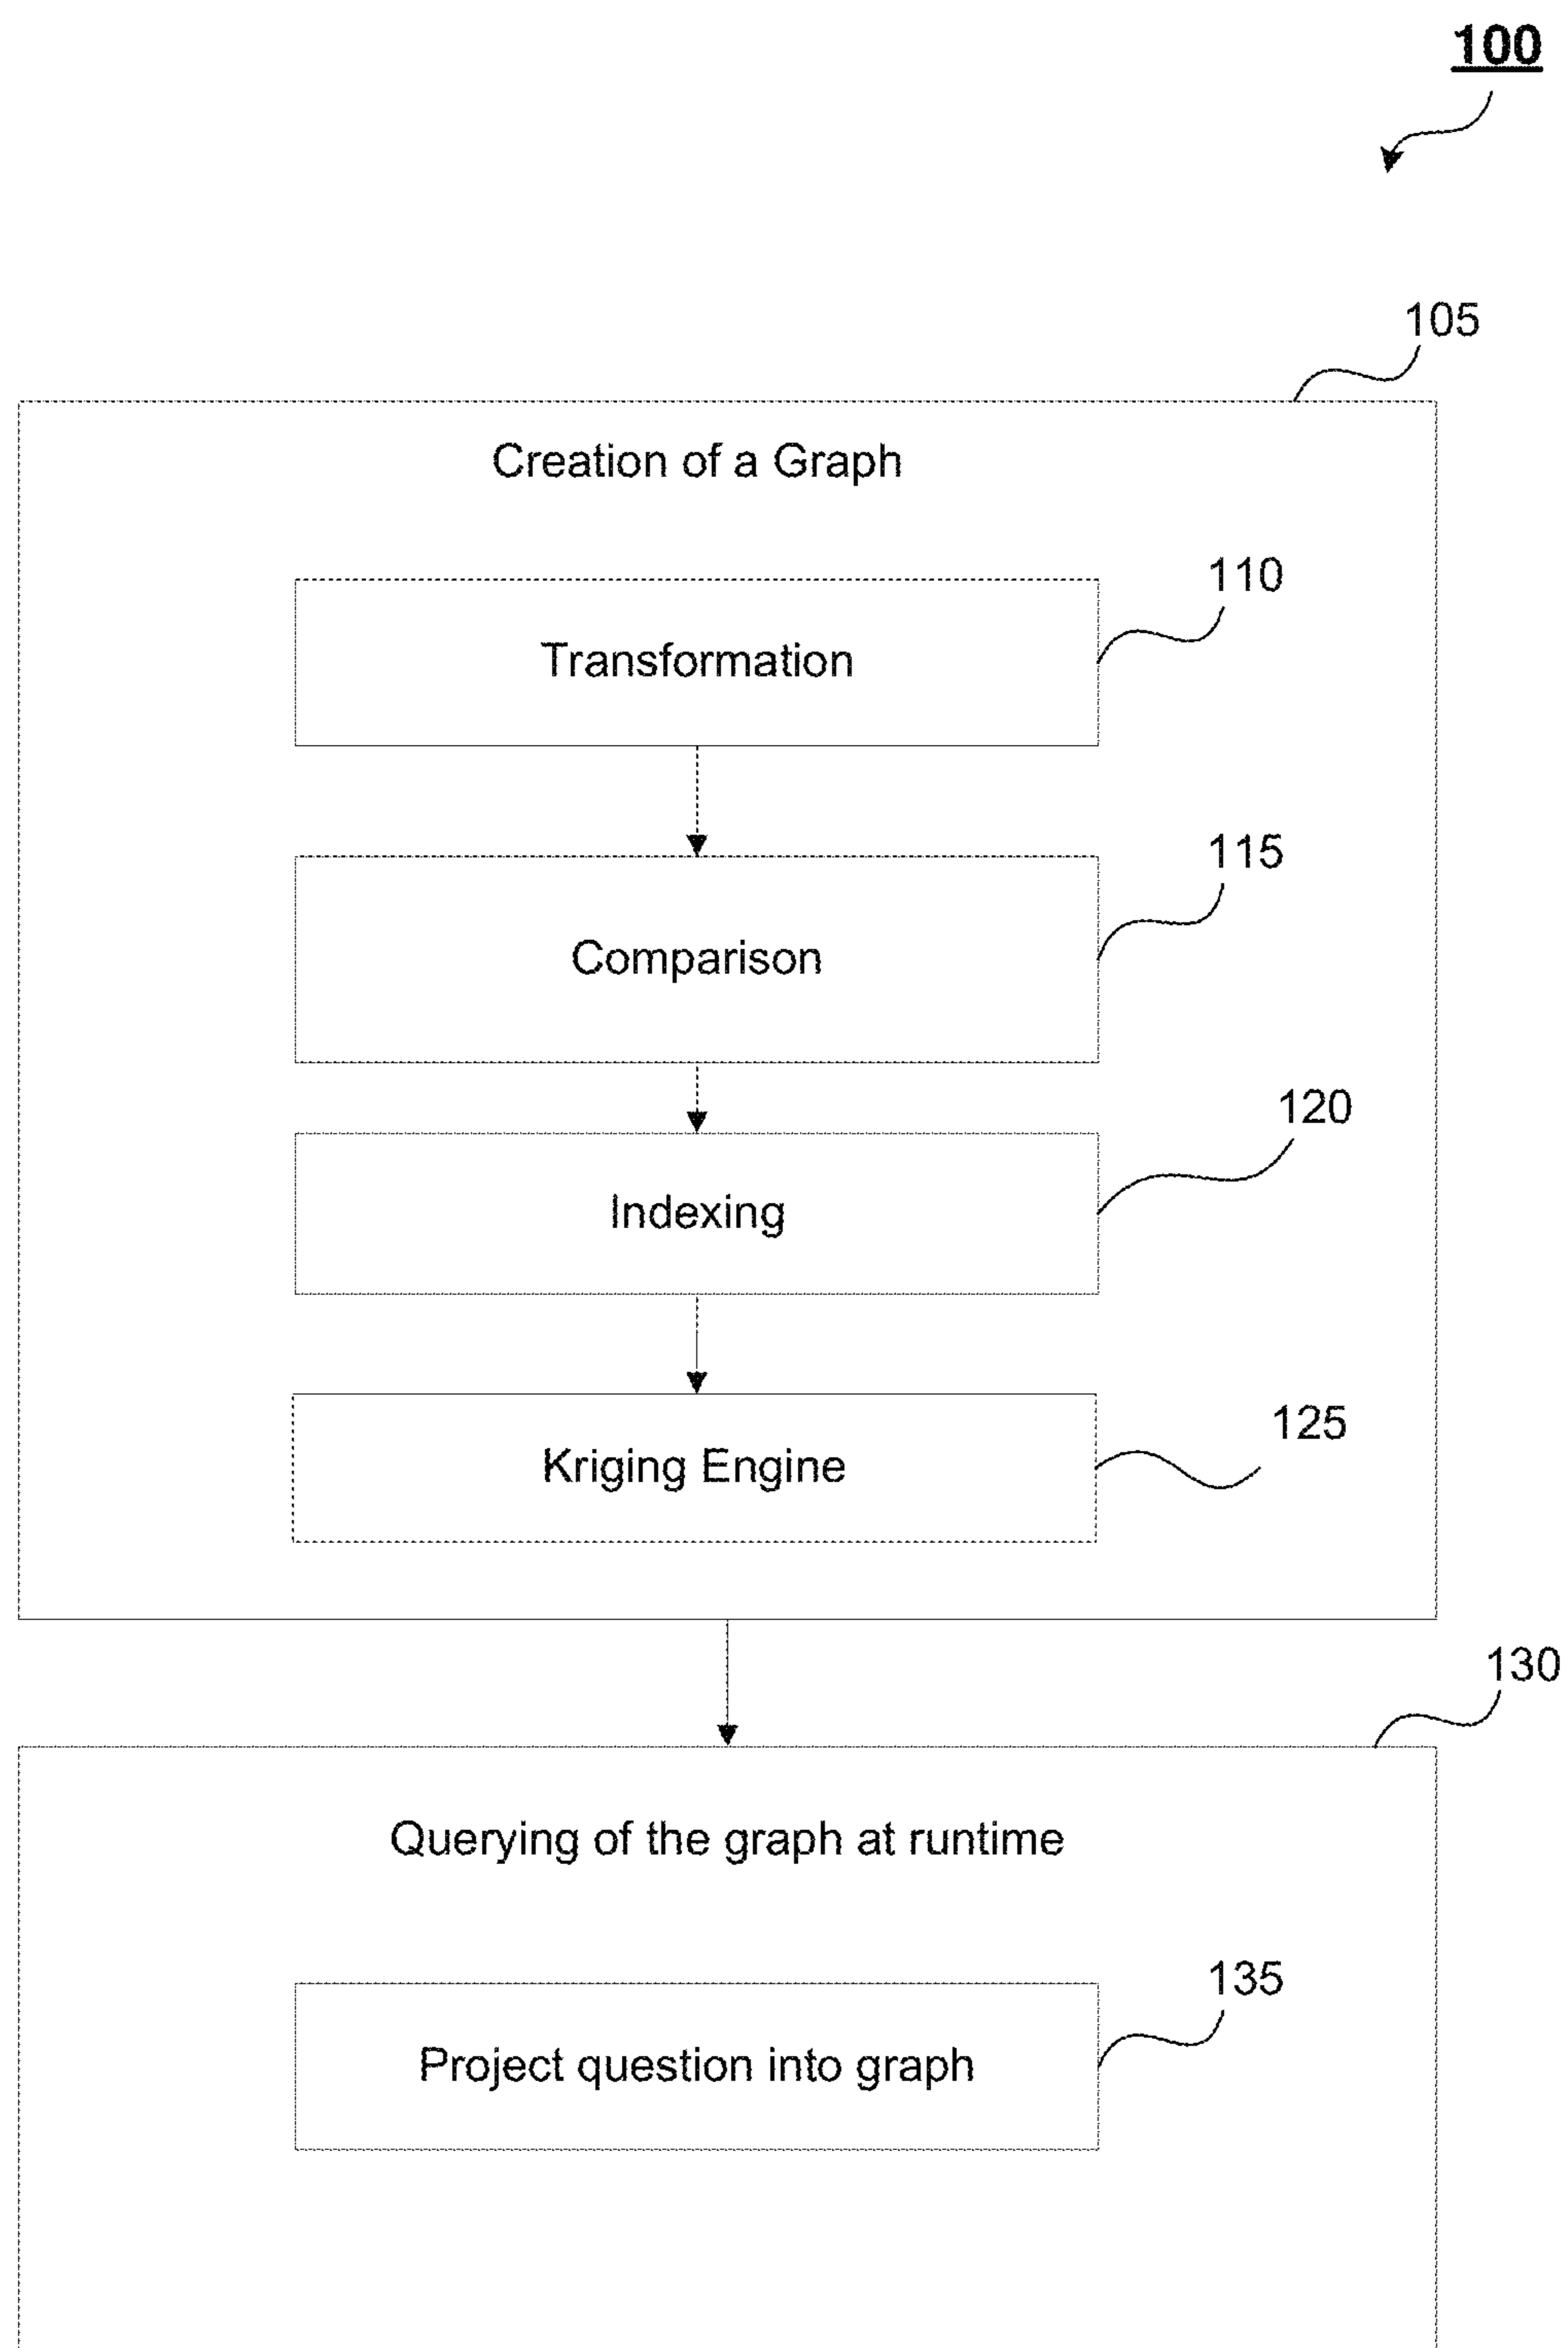 100
105
Creation of a Graph
110
Transformation
115
Comparison
120
Indexing
125
Kriging Engine
130
Querying of the graph at runtime
135
Project question into graph